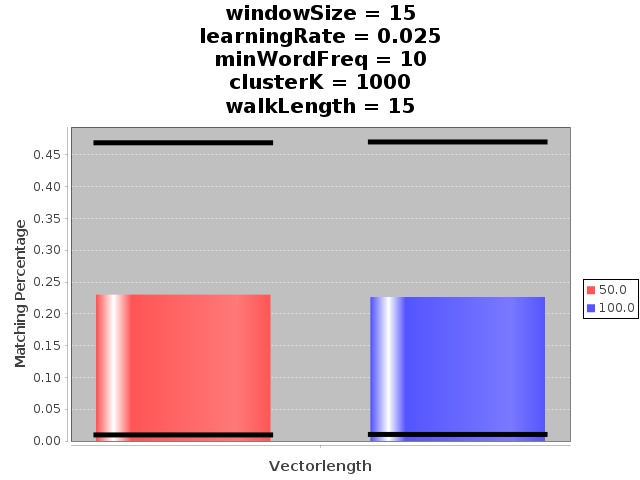 windowSize = 15
learningRate = 0.025
minWordFreq = 10
clusterK = 1000
walkLength = 15
Matching Percentage
0.45
0.40
0.35
0.30
0.25
0.20
0.15
0.10
0.05
0.00
Vectorlength
50.0
100.0